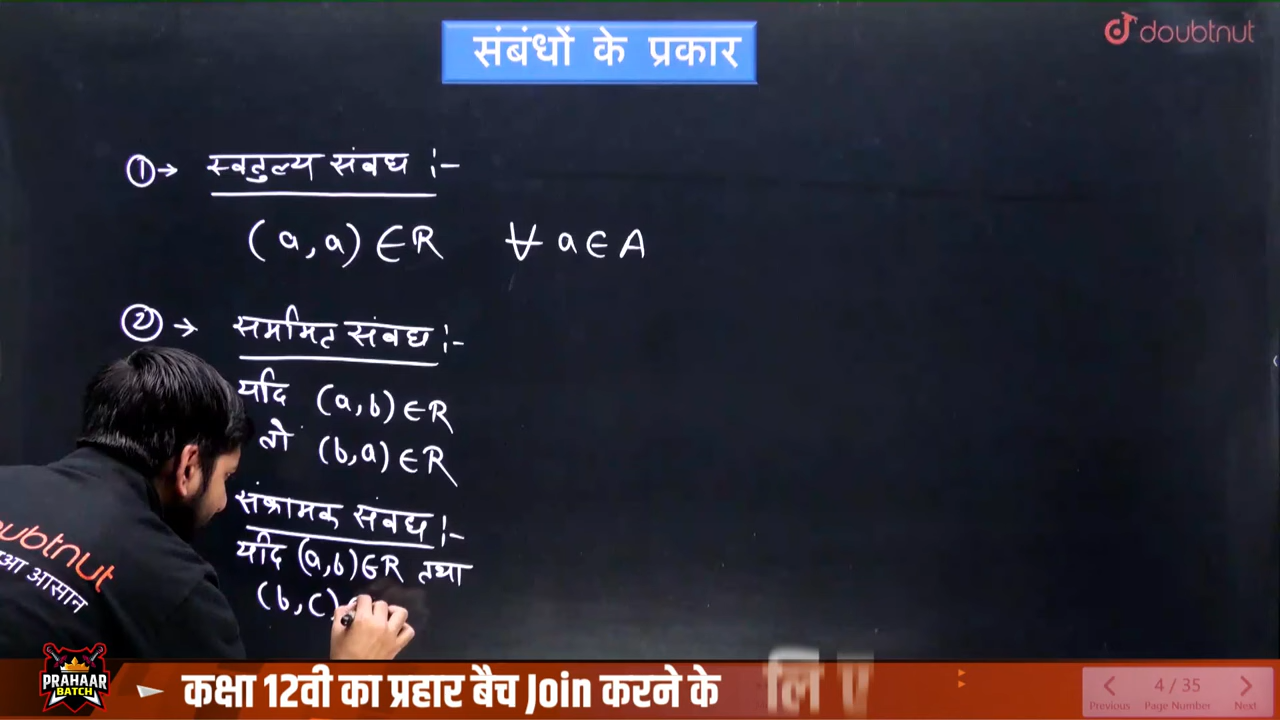 संबंधों के प्रकार
doubtnut
① → स्वतुल्य संबंध :-
(a, a) ∈ R ∀ a ∈ A
② → सममित संबंध :-
यदि (a, b) ∈ R
तो (b, a) ∈ R
संक्रामक संबंध :-
यदि (a, b) ∈ R तथा
(b, c)
ubtnut
आ आसान
PRAHAAR
BATCH
कक्षा 12वी का प्रहार बैच Join करने के लिए
4 / 35
Previous Page Number Next